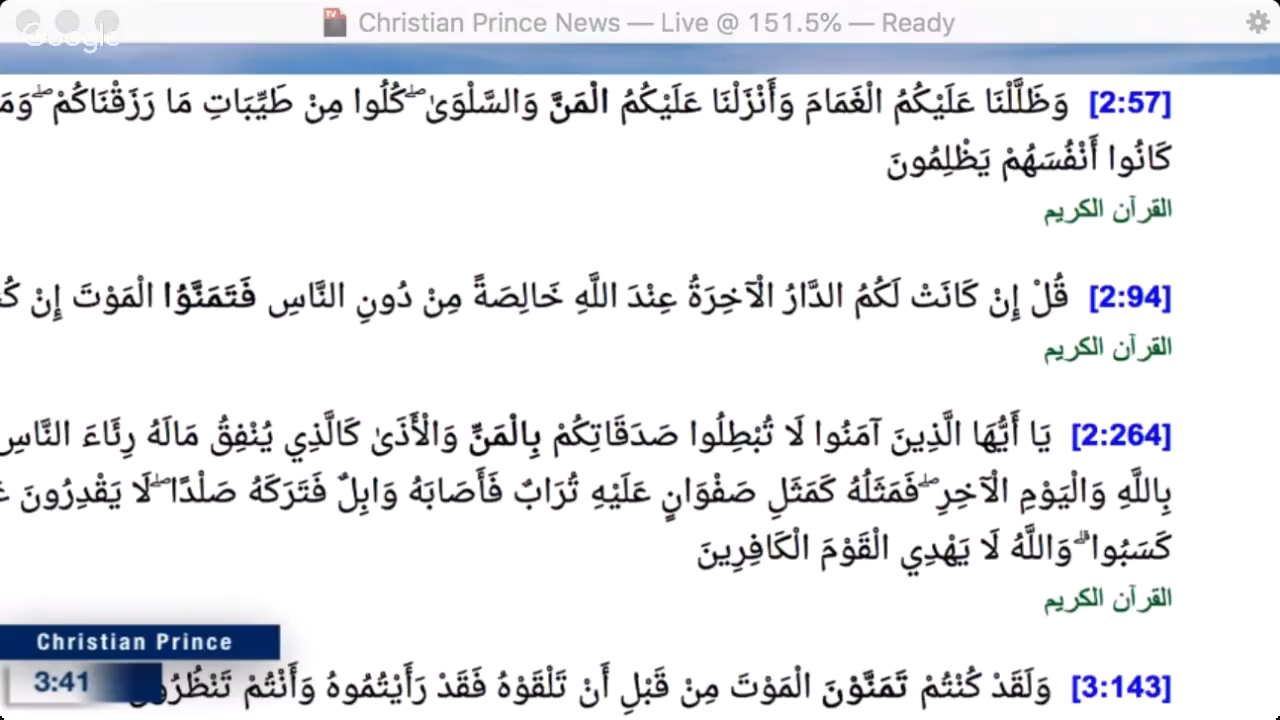 Christian Prince News — Live @ 151.5% — Ready
Google
[2:57] وَظَلَّلْنَا عَلَيْكُمُ الْغَمَامَ وَأَنْزَلْنَا عَلَيْكُمُ الْمَنَّ وَالسَّلْوَىٰ ۖ كُلُوا مِنْ طَيِّبَاتِ مَا رَزَقْنَاكُمْ ۖ
كَانُوا أَنْفُسَهُمْ يَظْلِمُونَ
القرآن الكريم
[2:94] قُلْ إِنْ كَانَتْ لَكُمُ الدَّارُ الْآخِرَةُ عِنْدَ اللَّهِ خَالِصَةً مِنْ دُونِ النَّاسِ فَتَمَنَّوُا الْمَوْتَ إِنْ
القرآن الكريم
[2:264] يَا أَيُّهَا الَّذِينَ آمَنُوا لَا تُبْطِلُوا صَدَقَاتِكُمْ بِالْمَنِّ وَالْأَذَىٰ كَالَّذِي يُنْفِقُ مَالَهُ رِئَاءَ النَّاسِ
بِاللَّهِ وَالْيَوْمِ الْآخِرِ ۖ فَمَثَلُهُ كَمَثَلِ صَفْوَانٍ عَلَيْهِ تُرَابٌ فَأَصَابَهُ وَابِلٌ فَتَرَكَهُ صَلْدًا ۖ لَا يَقْدِرُونَ
كَسَبُوا ۗ وَاللَّهُ لَا يَهْدِي الْقَوْمَ الْكَافِرِينَ
القرآن الكريم
Christian Prince
[3:143] وَلَقَدْ كُنْتُمْ تَمَنَّوْنَ الْمَوْتَ مِنْ قَبْلِ أَنْ تَلْقَوْهُ فَقَدْ رَأَيْتُمُوهُ وَأَنْتُمْ تَنْظُرُونَ
3:41